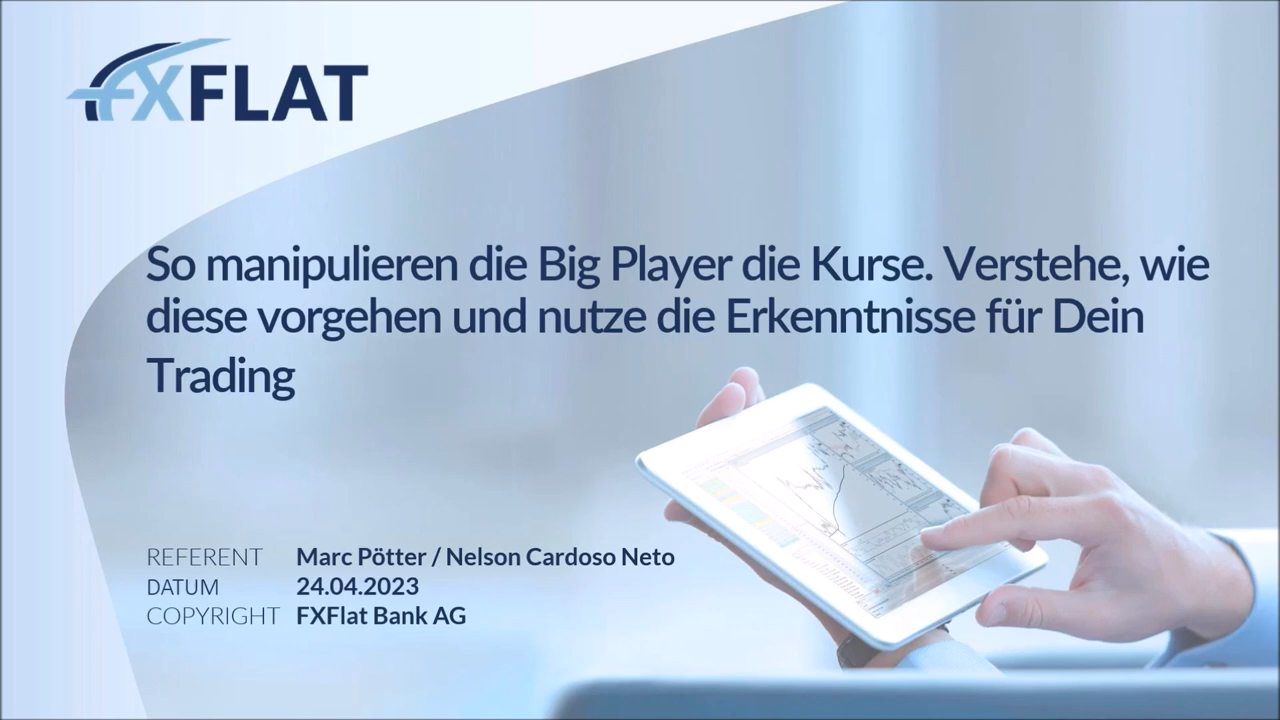 FXFLAT
So manipulieren die Big Player die Kurse. Verstehe, wie
diese vorgehen und nutze die Erkenntnisse für Dein
Trading
REFERENT Marc Pötter / Nelson Cardoso Neto
DATUM 24.04.2023
COPYRIGHT FXFlat Bank AG